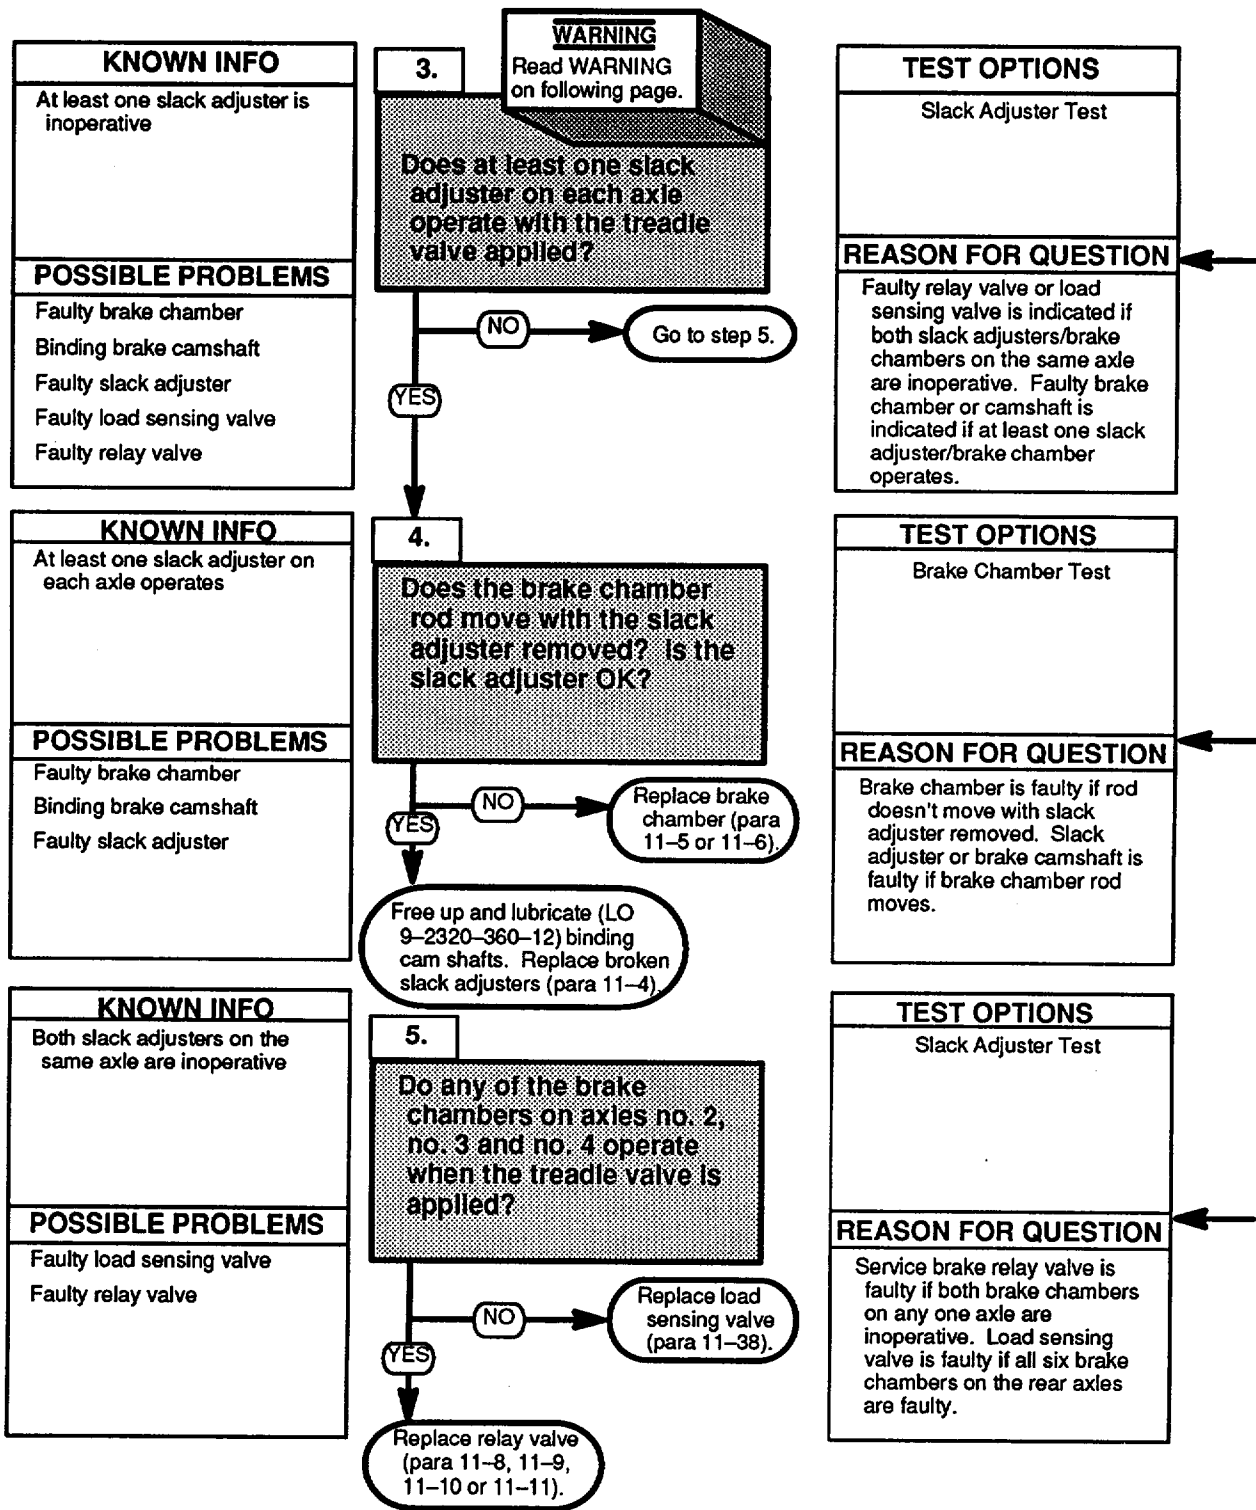 WARNING
Read WARNING
on following page.
KNOWN INFO
At least one slack adjuster is
inoperative
POSSIBLE PROBLEMS
Faulty brake chamber
Binding brake camshaft
Faulty slack adjuster
Faulty load sensing valve
Faulty relay valve
3.
Does at least one slack
adjuster on each axle
operate with the treadle
valve applied?
NO
Go to step 5.
YES
TEST OPTIONS
Slack Adjuster Test
REASON FOR QUESTION
Faulty relay valve or load
sensing valve is indicated if
both slack adjusters/brake
chambers on the same axle
are inoperative. Faulty brake
chamber or camshaft is
indicated if at least one slack
adjuster/brake chamber
operates.
KNOWN INFO
At least one slack adjuster on
each axle operates
POSSIBLE PROBLEMS
Faulty brake chamber
Binding brake camshaft
Faulty slack adjuster
4.
Does the brake chamber
rod move with the slack
adjuster removed? Is the
slack adjuster OK?
NO
Replace brake
chamber (para
11–5 or 11–6).
YES
Free up and lubricate (LO
9–2320–360–12) binding
cam shafts. Replace broken
slack adjusters (para 11–4).
TEST OPTIONS
Brake Chamber Test
REASON FOR QUESTION
Brake chamber is faulty if rod
doesn't move with slack
adjuster removed. Slack
adjuster or brake camshaft is
faulty if brake chamber rod
moves.
KNOWN INFO
Both slack adjusters on the
same axle are inoperative
POSSIBLE PROBLEMS
Faulty load sensing valve
Faulty relay valve
5.
Do any of the brake
chambers on axles no. 2,
no. 3 and no. 4 operate
when the treadle valve is
applied?
NO
Replace load
sensing valve
(para 11–38).
YES
Replace relay valve
(para 11–8, 11–9,
11–10 or 11–11).
TEST OPTIONS
Slack Adjuster Test
REASON FOR QUESTION
Service brake relay valve is
faulty if both brake chambers
on any one axle are
inoperative. Load sensing
valve is faulty if all six brake
chambers on the rear axles
are faulty.